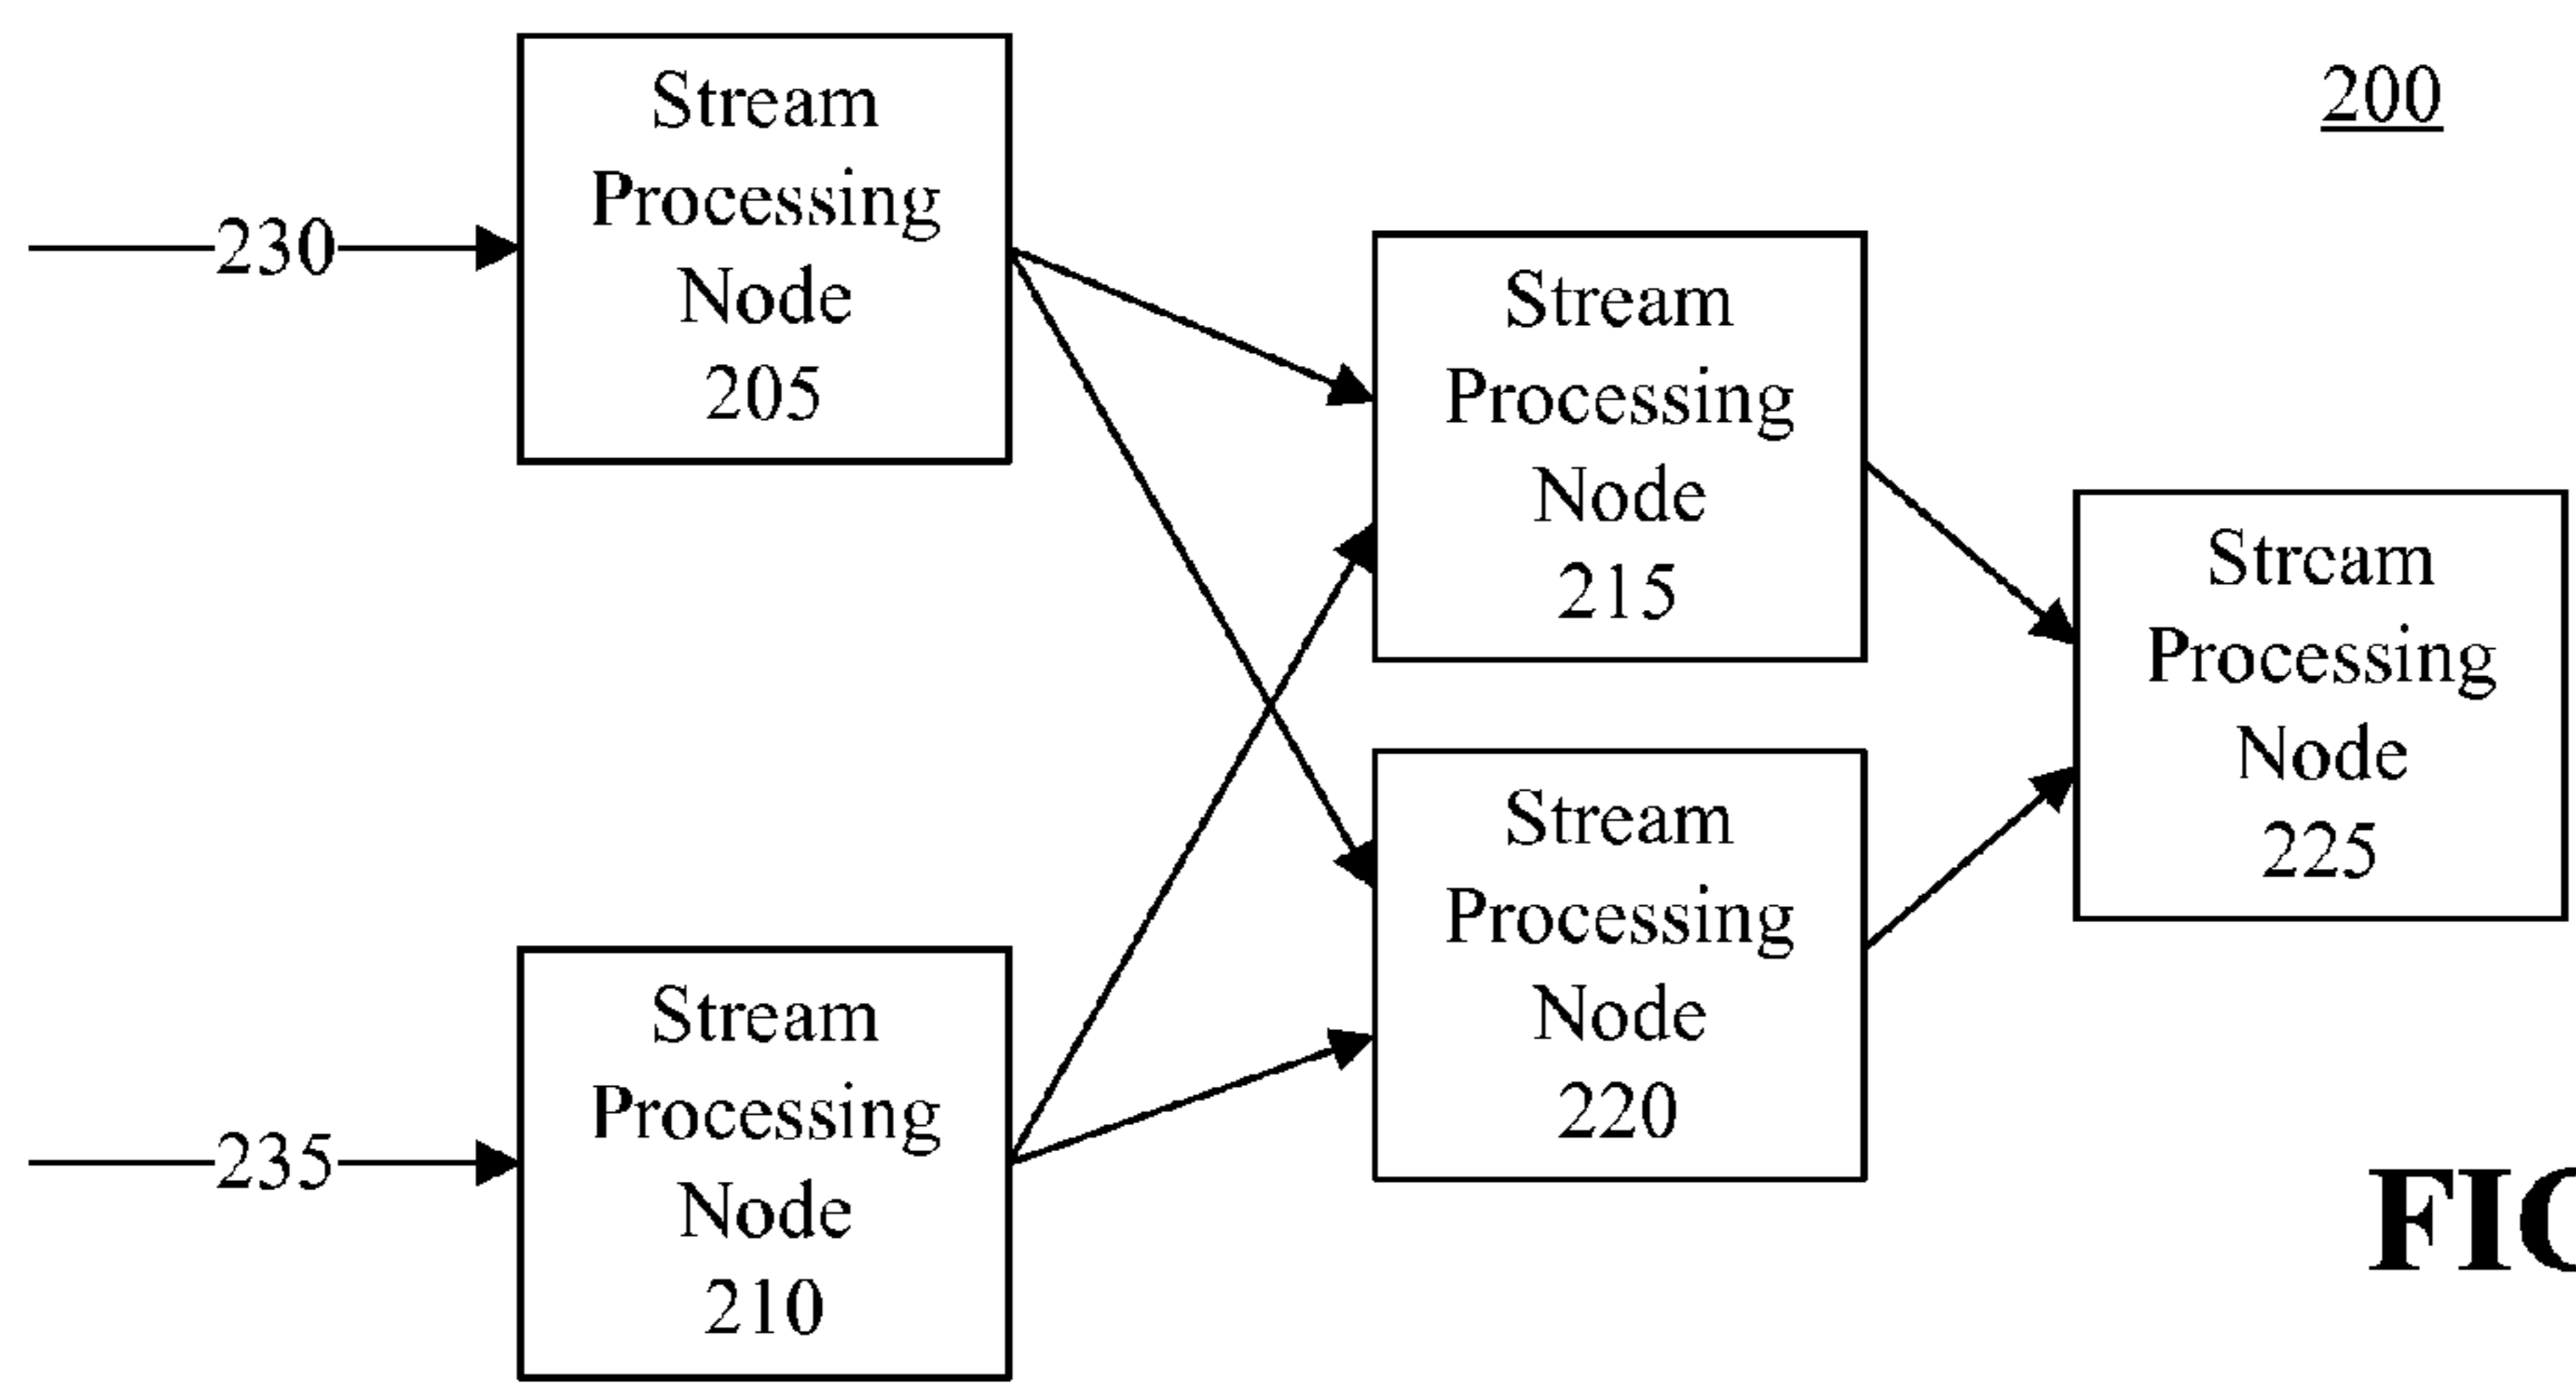 200
230
Stream
Processing
Node
205
Stream
Processing
Node
215
Stream
Processing
Node
225
Stream
Processing
Node
220
235
Stream
Processing
Node
210